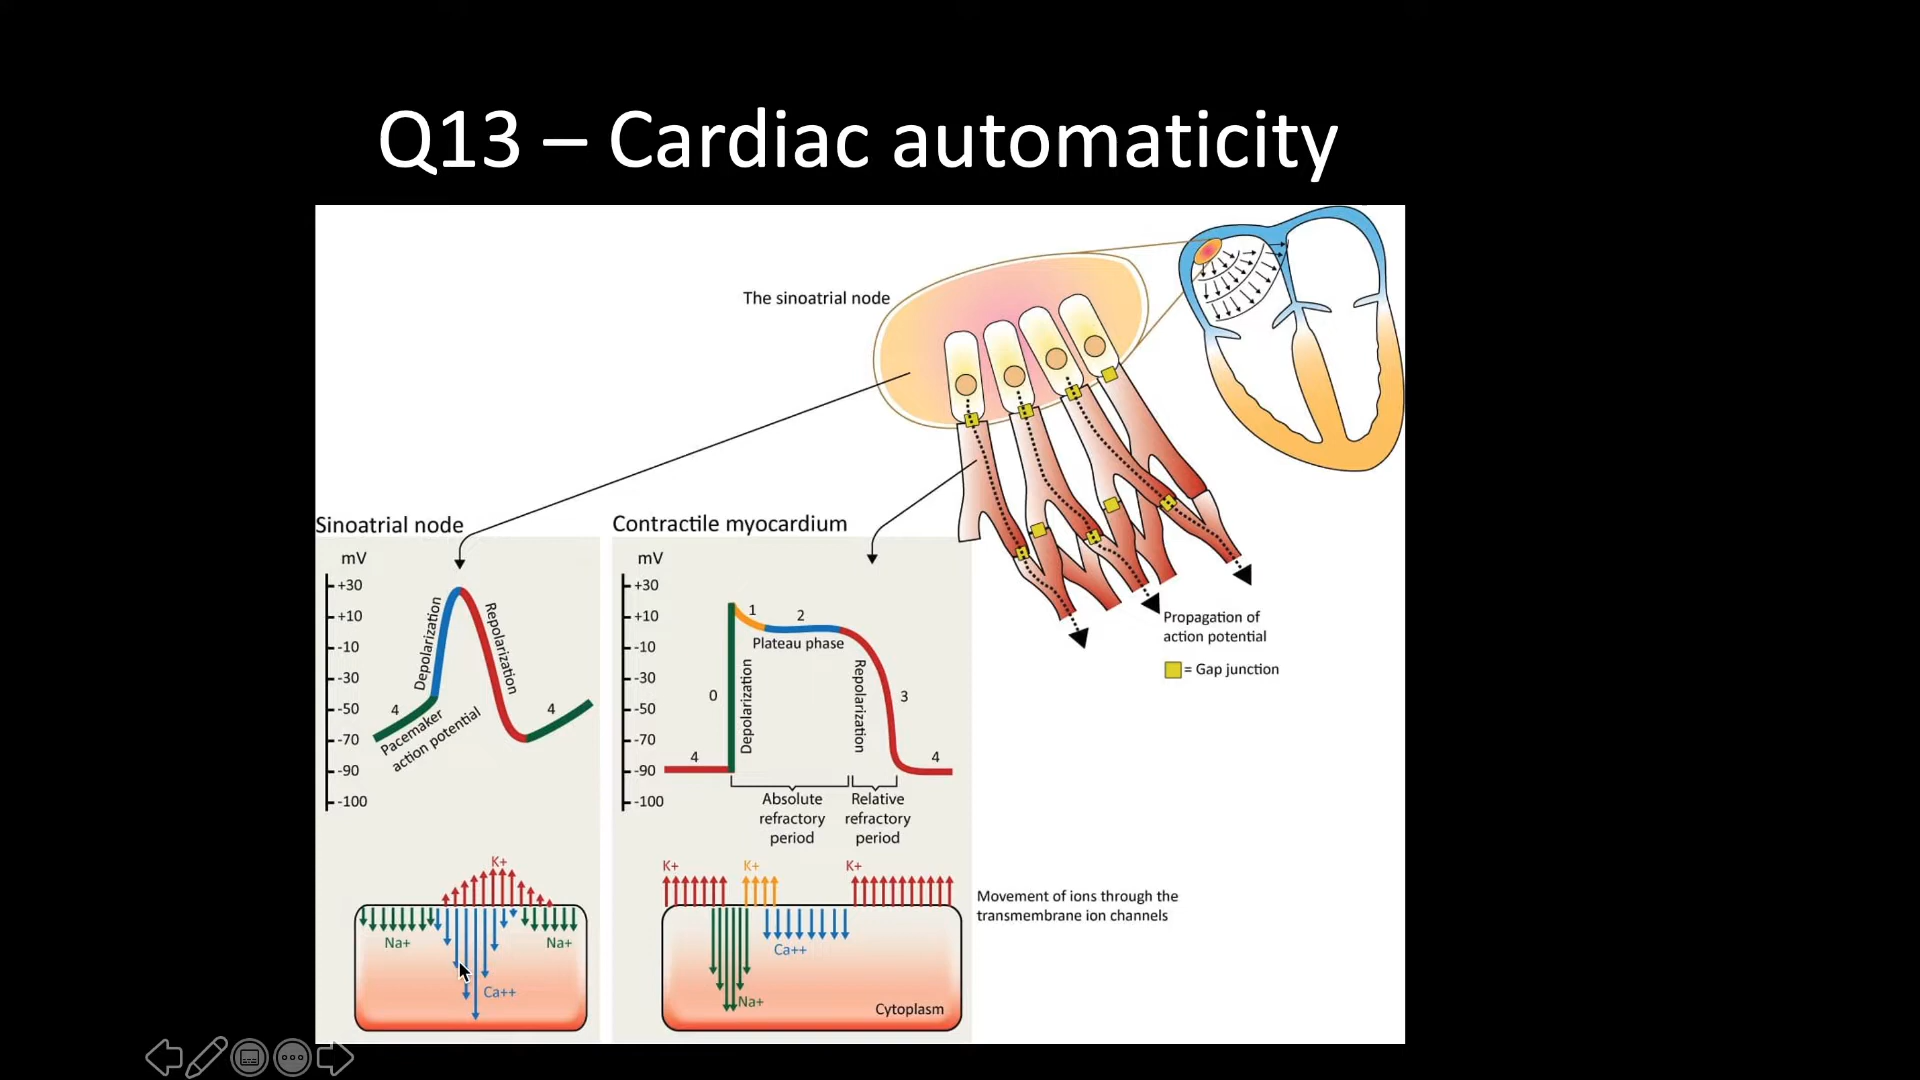 Q13 – Cardiac automaticity
The sinoatrial node
Sinoatrial node
mV
+30
+10
-10
-30
-50
-70
-90
-100
Depolarization
Repolarization
4
Pacemaker
action potential
4
K+
Na+
Na+
Ca++
Contractile myocardium
mV
+30
+10
-10
-30
-50
-70
-90
-100
1
2
Plateau phase
0
Depolarization
Repolarization
3
4
4
Absolute
refractory
period
Relative
refractory
period
K+
K+
K+
Ca++
Na+
Cytoplasm
Propagation of
action potential
= Gap junction
Movement of ions through the
transmembrane ion channels